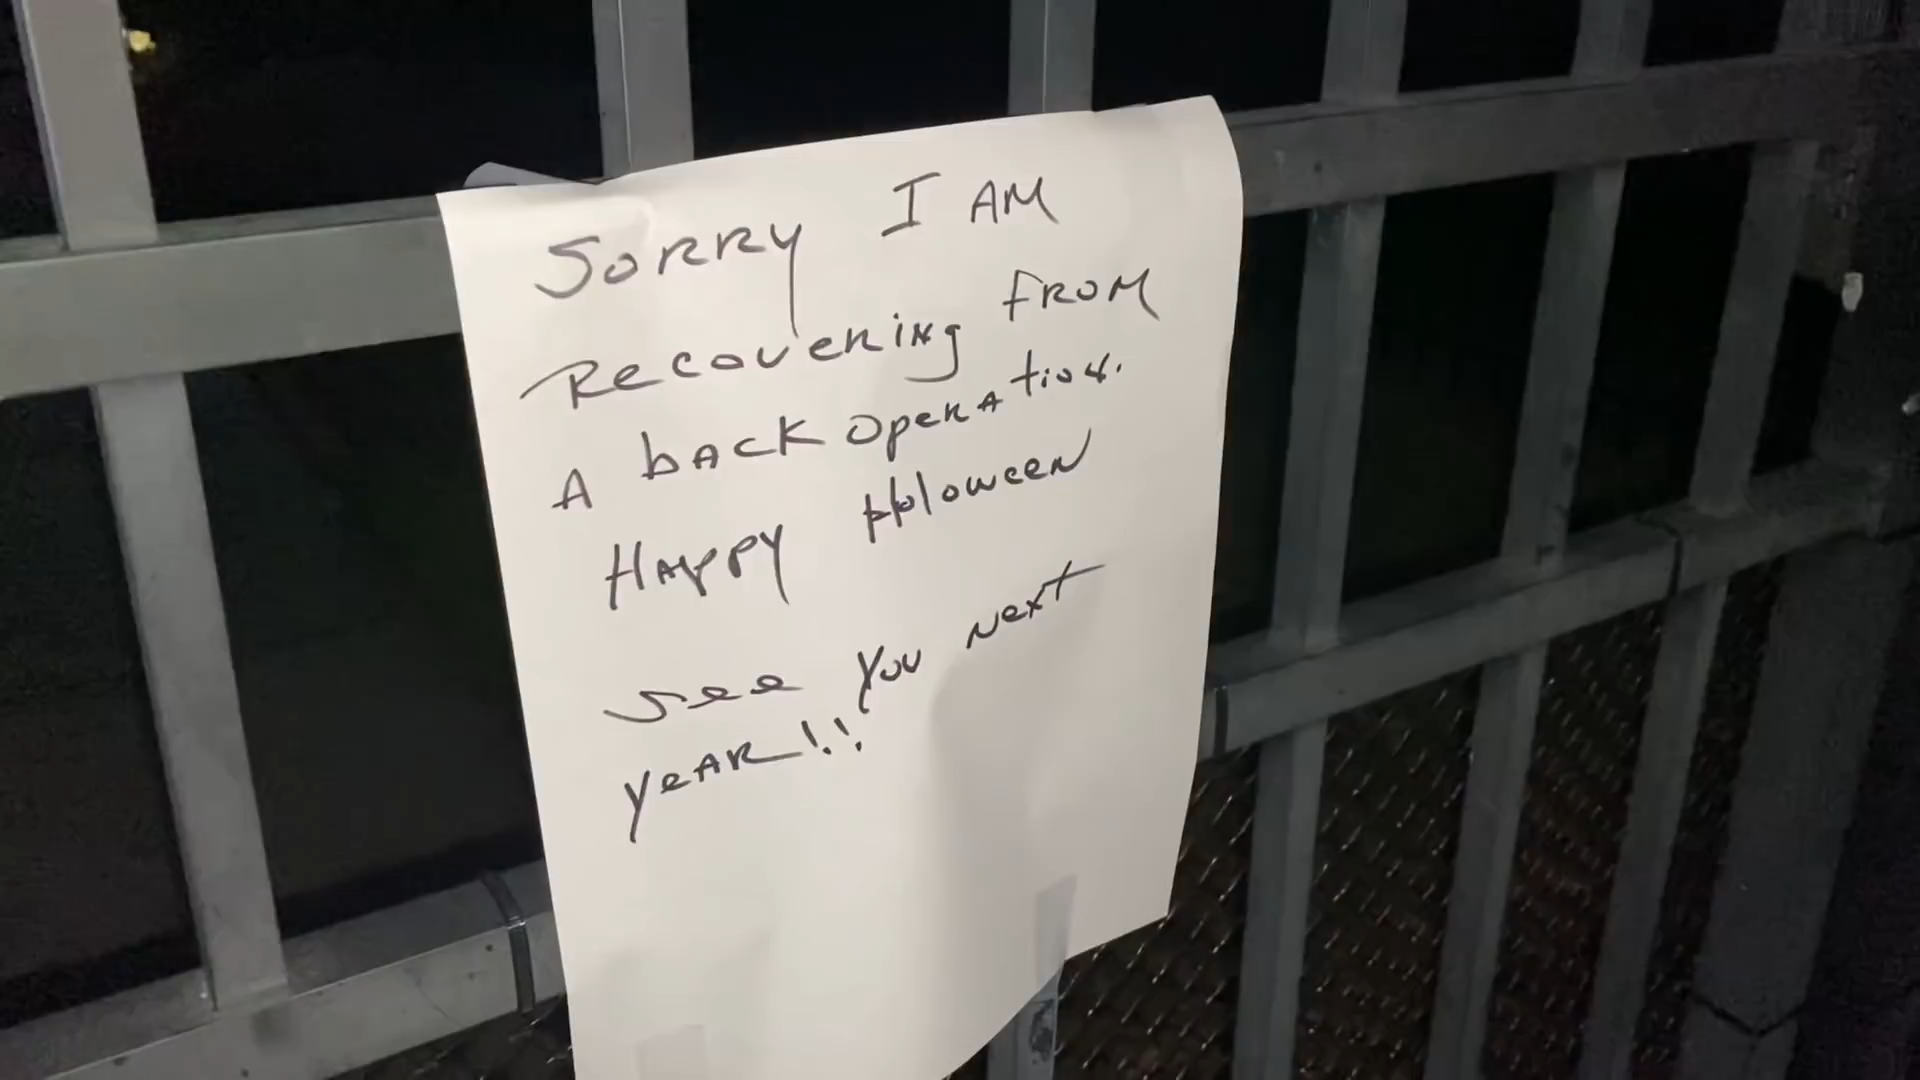 SORRY I AM
RecoveRiNg FROM
A bAcK OpeRAtioN.
HAppy Holoween
See You Next
yeAR!!